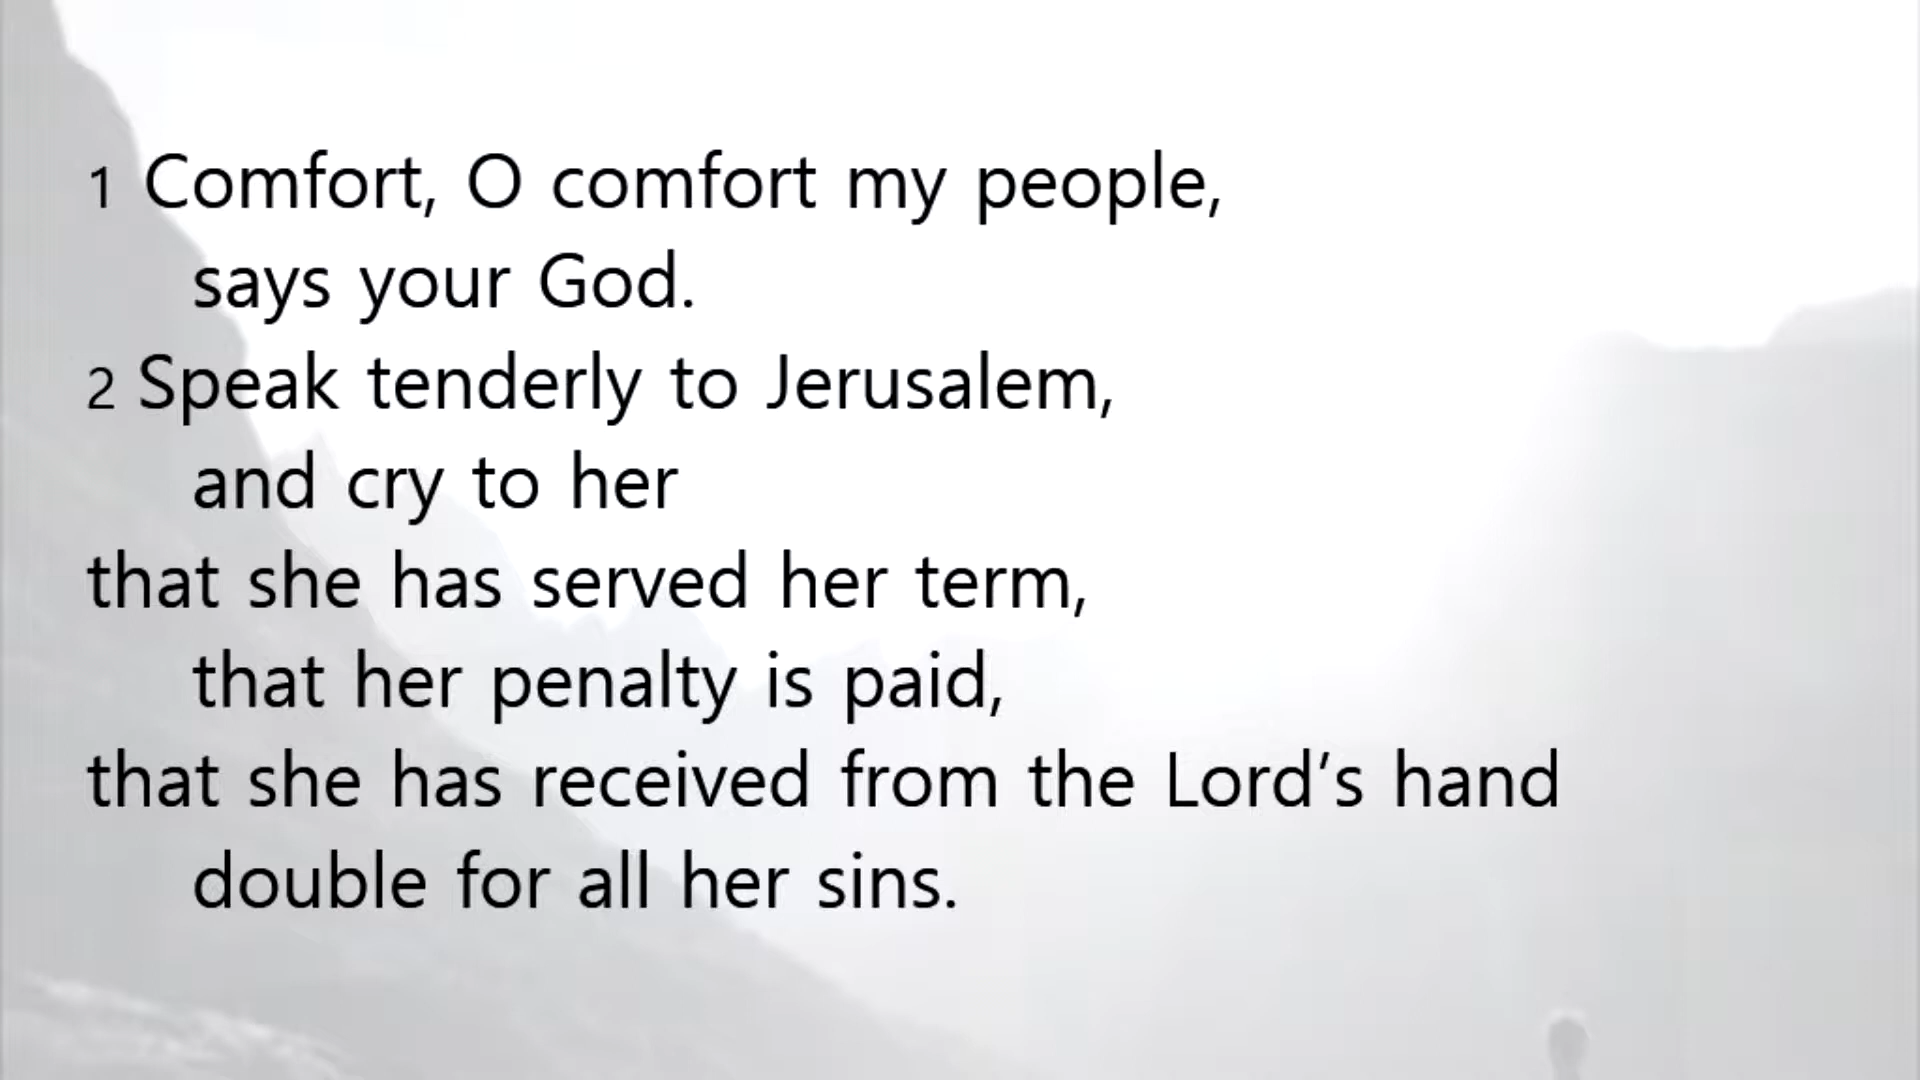 1 Comfort, O comfort my people,
says your God.
2 Speak tenderly to Jerusalem,
and cry to her
that she has served her term,
that her penalty is paid,
that she has received from the Lord’s hand
double for all her sins.